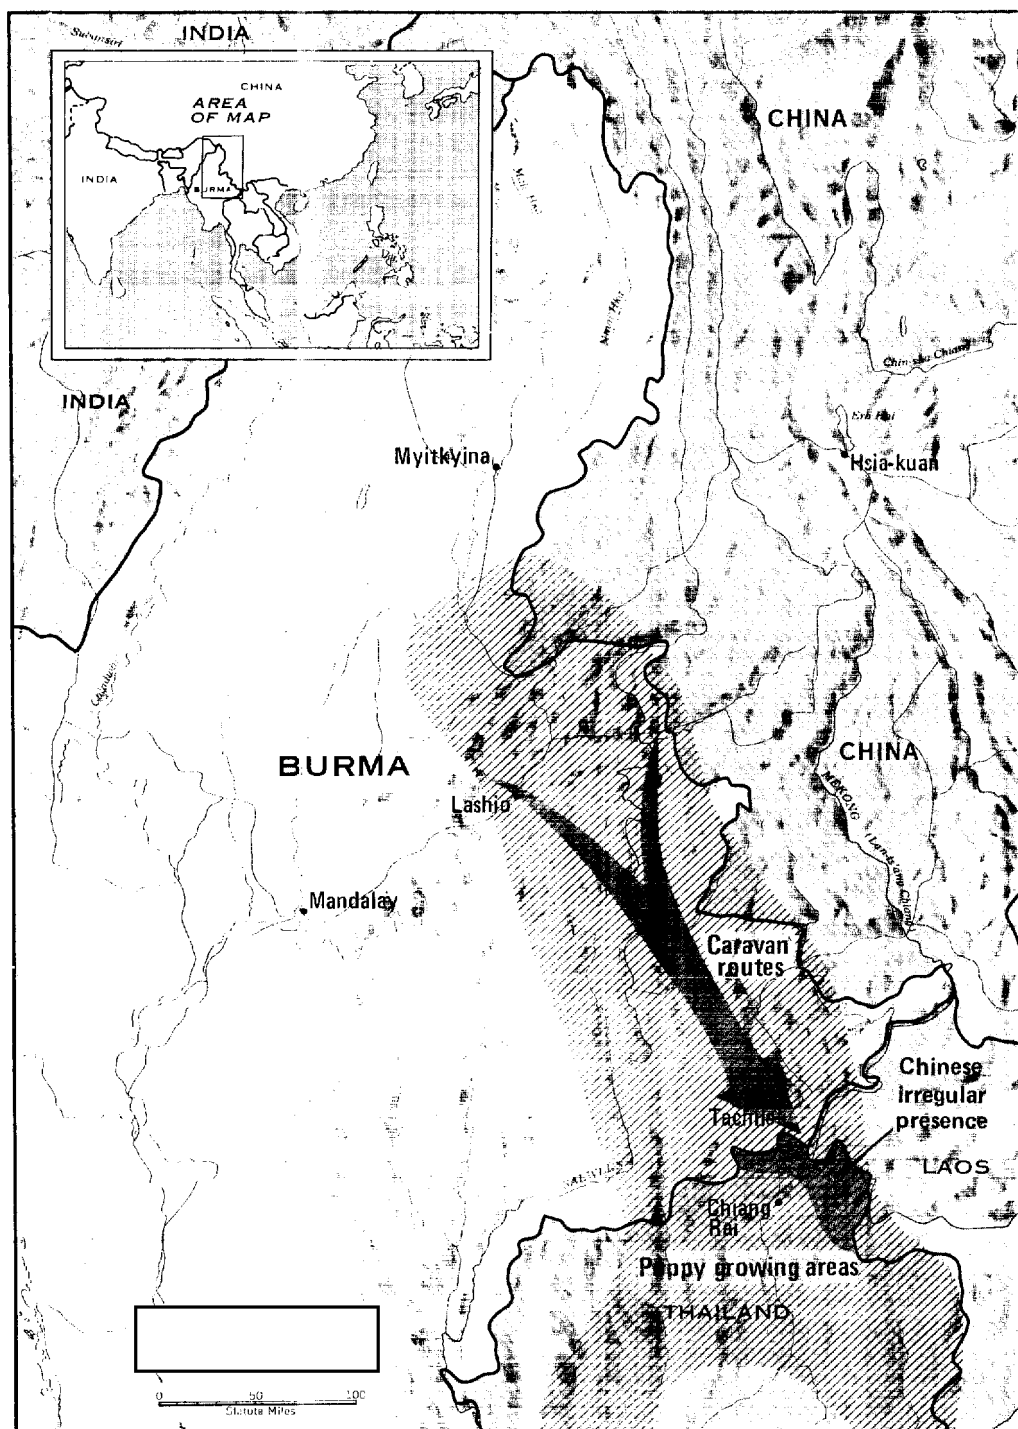 INDIA
CHINA
AREA
OF MAP
INDIA
BURMA
CHINA
INDIA
Myitkyina
Hsia-kuan
BURMA
CHINA
Lashio
MEKONG
Mandalay
Caravan
routes
Chinese
irregular
presence
LAOS
Chiang
Rai
Poppy growing areas
THAILAND
0 50 100
Statute Miles